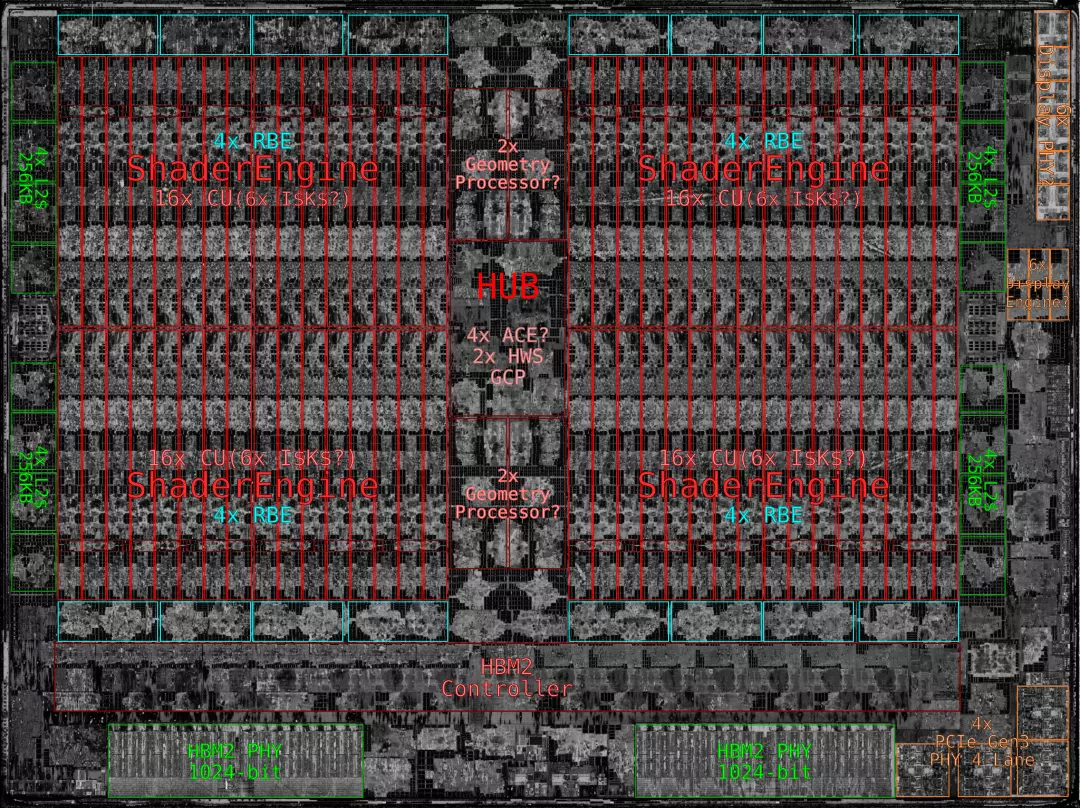 4x RBE
ShaderEngine
16x CU(6x I$K$?)
4x RBE
ShaderEngine
16x CU(6x I$K$?)
2x
Geometry
Processor?
HUB
4x ACE?
2x HWS
GCP
16x CU(6x I$K$?)
ShaderEngine
4x RBE
16x CU(6x I$K$?)
ShaderEngine
4x RBE
2x
Geometry
Processor?
4x L2$
256KB
4x L2$
256KB
4x L2$
256KB
4x L2$
256KB
6x
Display PHY?
6x
Display
Engine?
HBM2
Controller
HBM2 PHY
1024-bit
HBM2 PHY
1024-bit
4x
PCIe Gen3
PHY 4 Lane